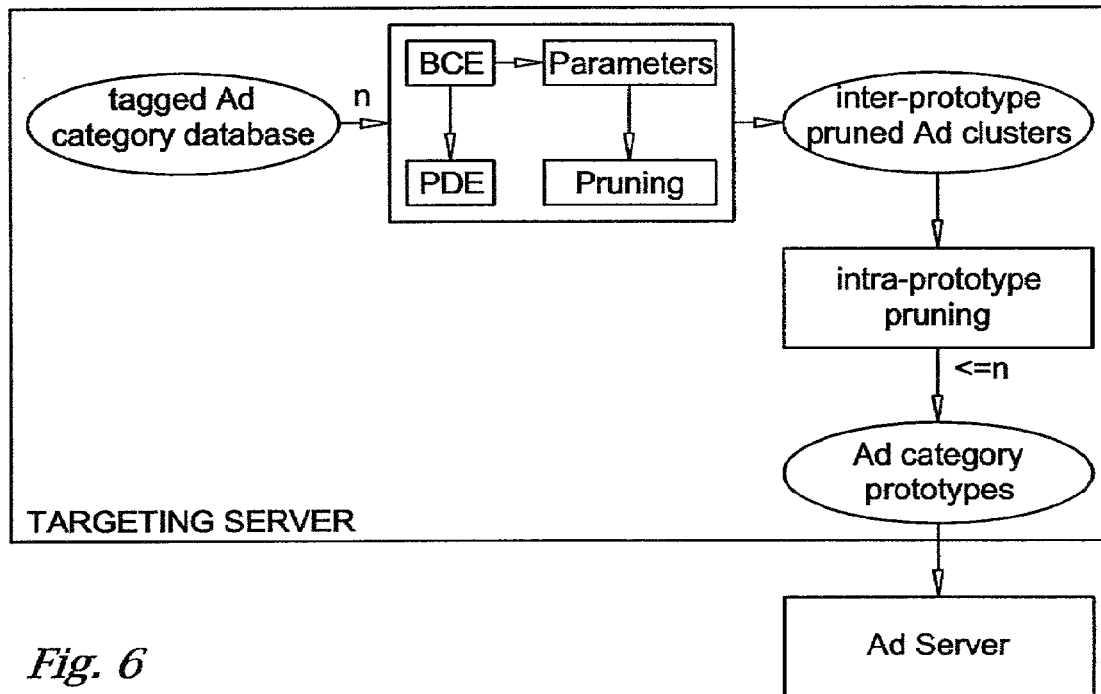 tagged Ad
category database
n
BCE
Parameters
PDE
Pruning
inter-prototype
pruned Ad clusters
intra-prototype
pruning
<=n
Ad category
prototypes
TARGETING SERVER
Ad Server
Fig. 6